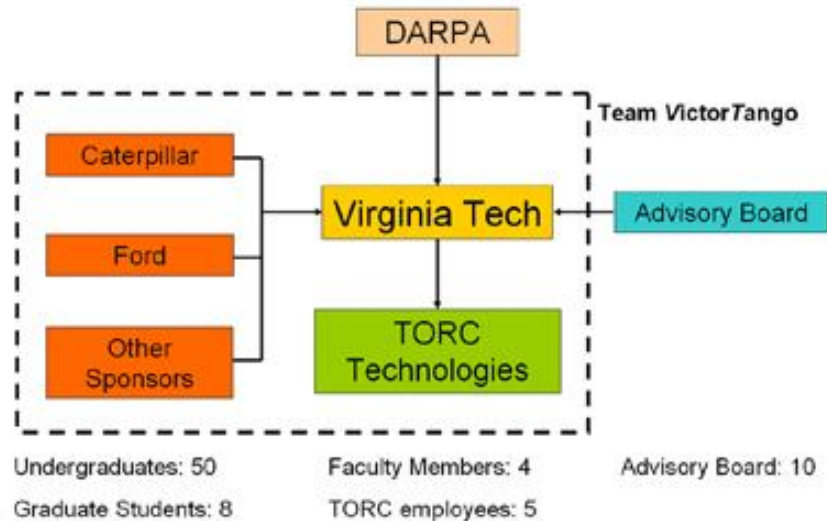 DARPA
Team VictorTango
Caterpillar
Virginia Tech
Advisory Board
Ford
Other
Sponsors
TORC
Technologies
Undergraduates: 50
Faculty Members: 4
Advisory Board: 10
Graduate Students: 8
TORC employees: 5